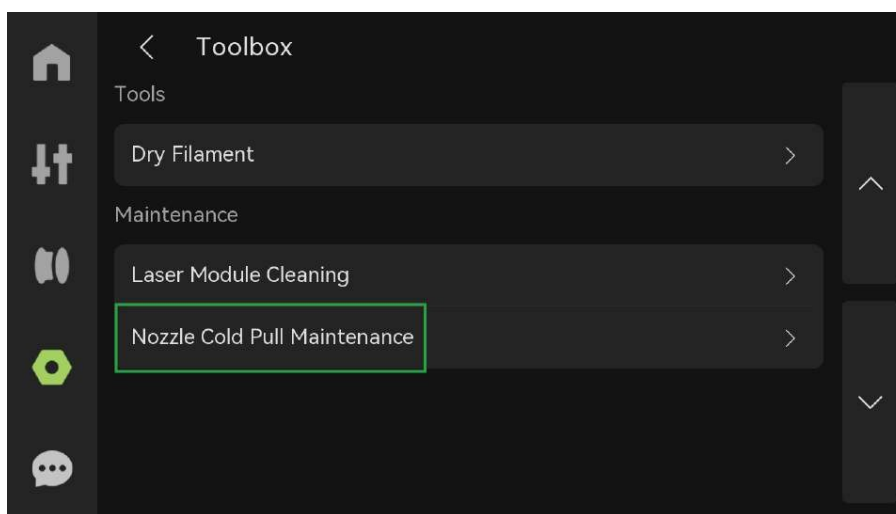 Toolbox
Tools
Dry Filament
Maintenance
Laser Module Cleaning
Nozzle Cold Pull Maintenance